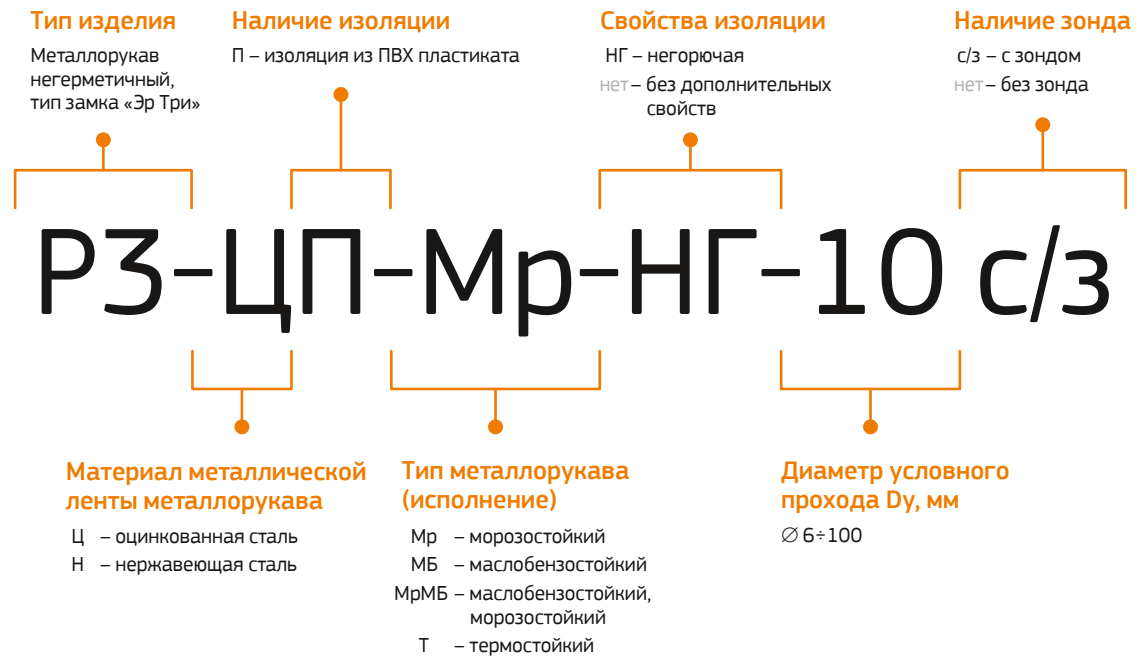 Тип изделия
Металлорукав
негерметичный,
тип замка «Эр Три»
Наличие изоляции
П – изоляция из ПВХ пластиката
Свойства изоляции
НГ – негорючая
нет – без дополнительных
свойств
Наличие зонда
с/з – с зондом
нет – без зонда
РЗ-ЦП-Мр-НГ-10 с/з
Материал металлической
ленты металлорукава
Ц – оцинкованная сталь
Н – нержавеющая сталь
Тип металлорукава
(исполнение)
Мр – морозостойкий
МБ – маслобензостойкий
МрМБ – маслобензостойкий,
морозостойкий
Т – термостойкий
Диаметр условного
прохода Dу, мм
∅ 6÷100